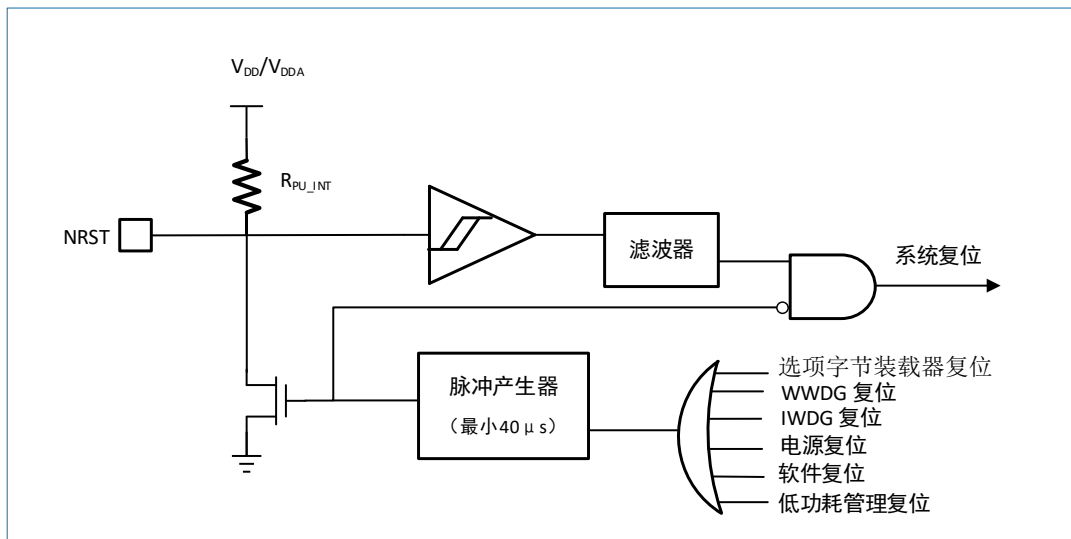 VDD/VDDA
RPU_INT
NRST
滤波器
系统复位
脉冲产生器
（最小40μs）
选项字节装载器复位
WWDG 复位
IWDG 复位
电源复位
软件复位
低功耗管理复位